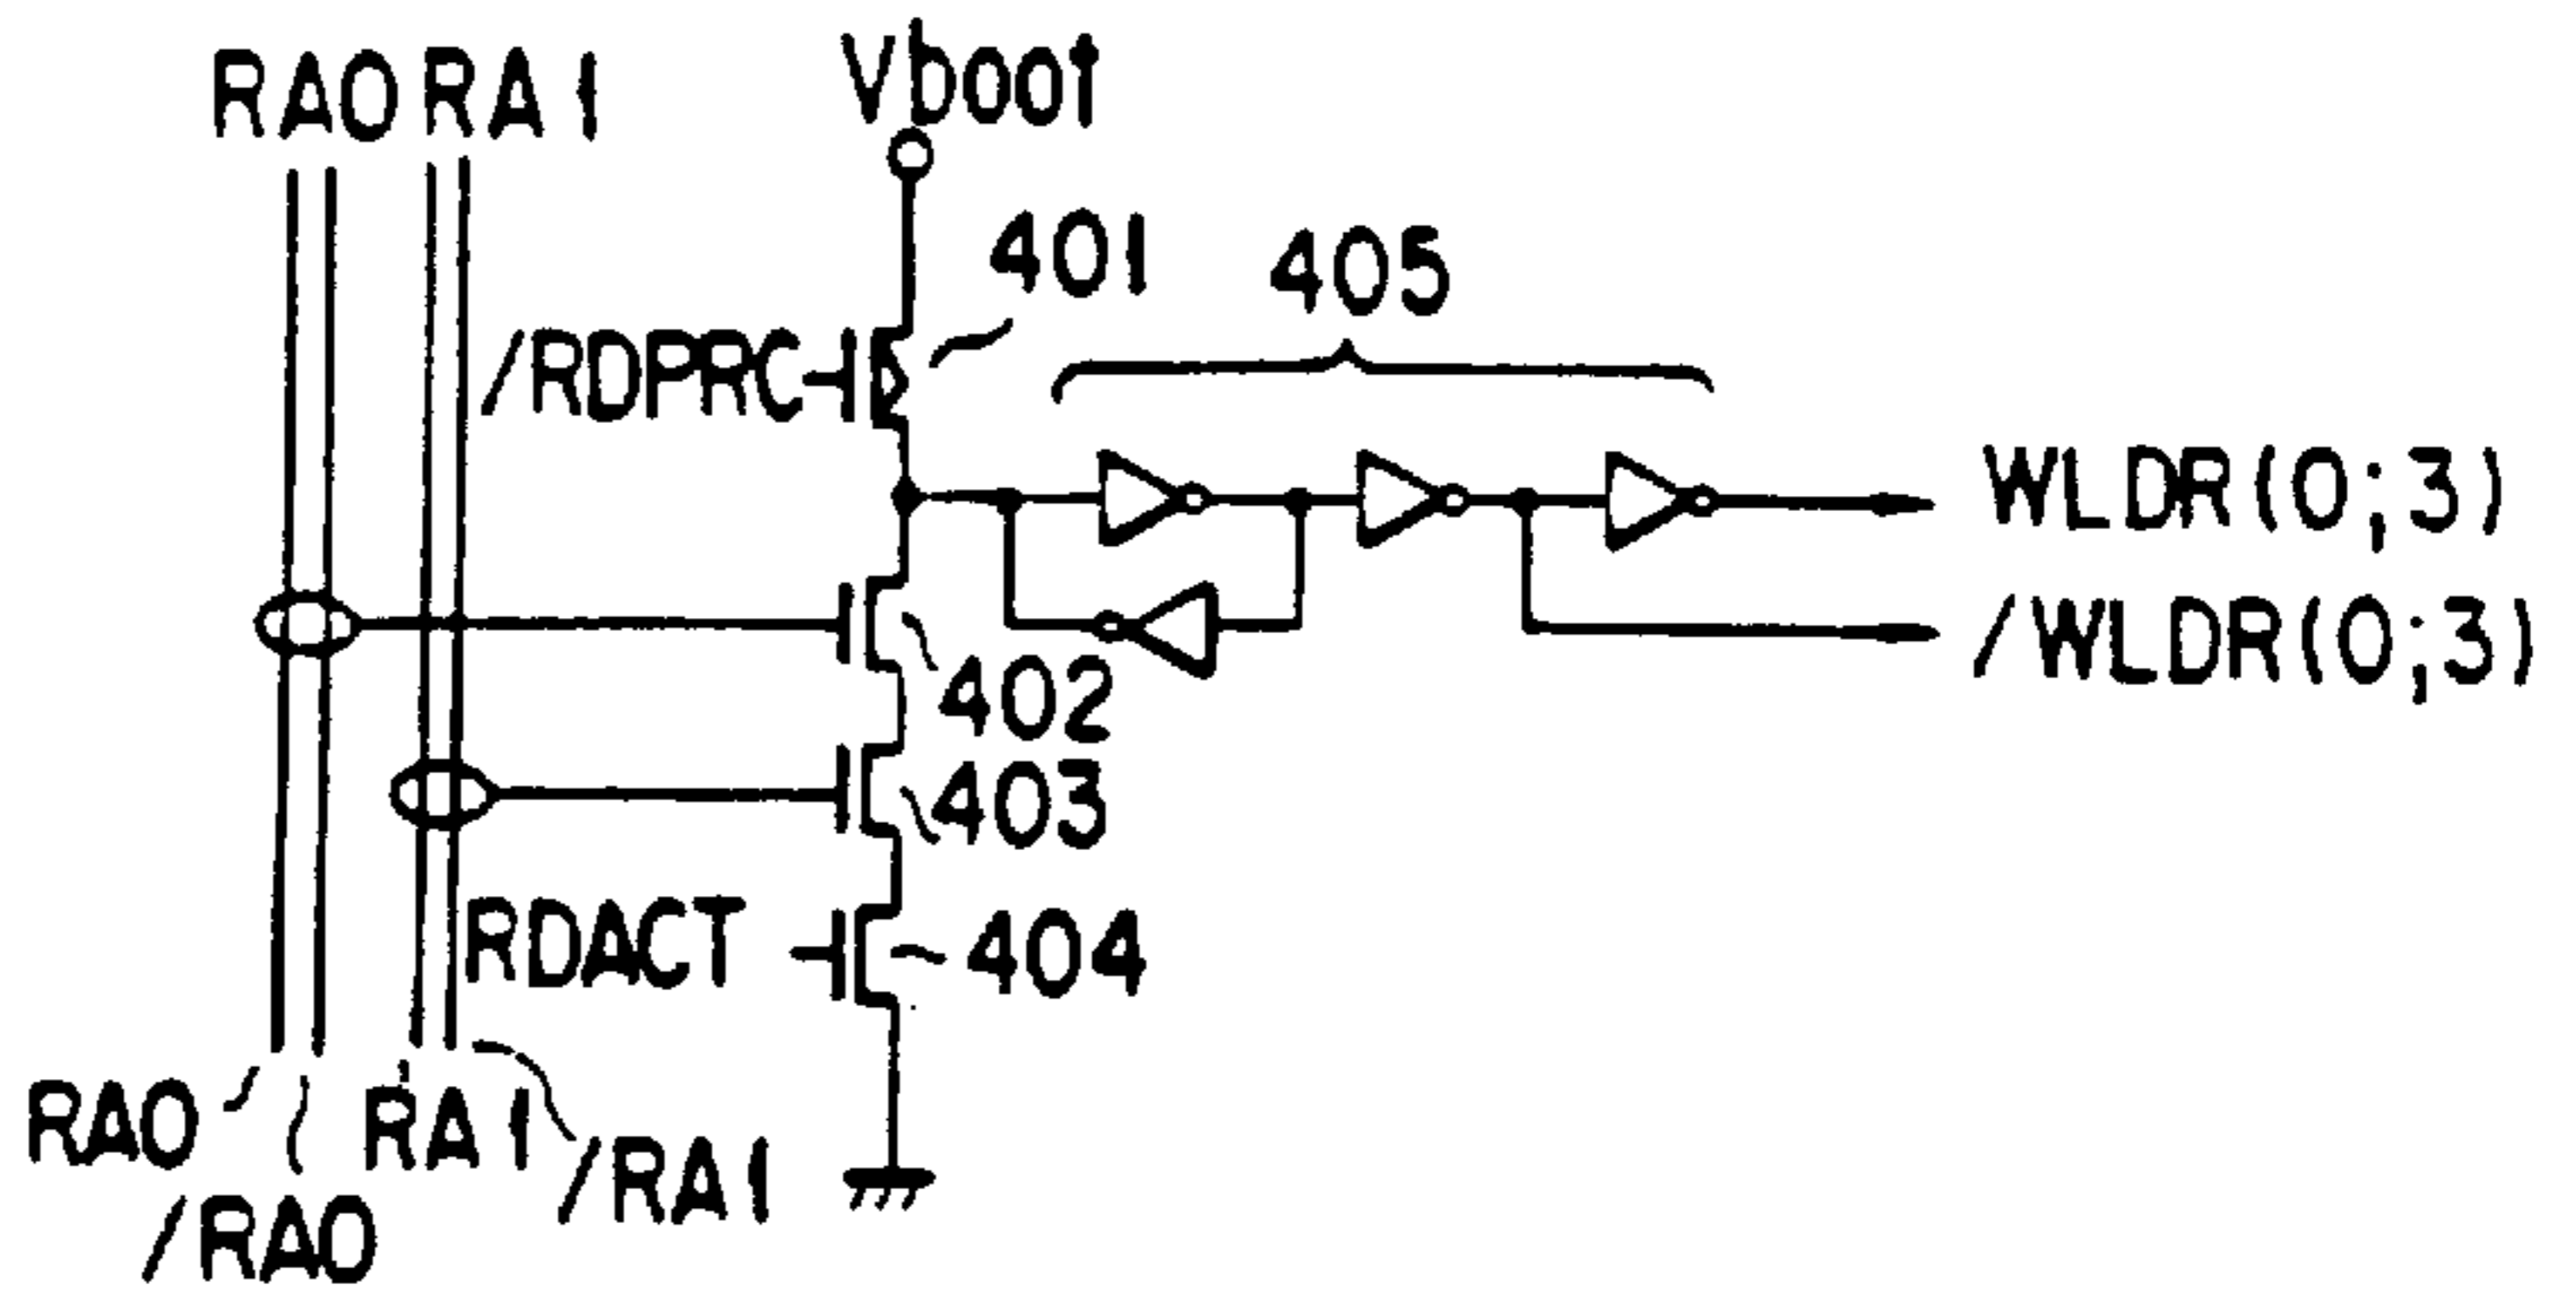 RA0 RA1
Vboot
401
405
/RDPRC
WLDR(0;3)
/WLDR(0;3)
402
403
RDACT
404
RA0
RA1
/RA1
/RA0